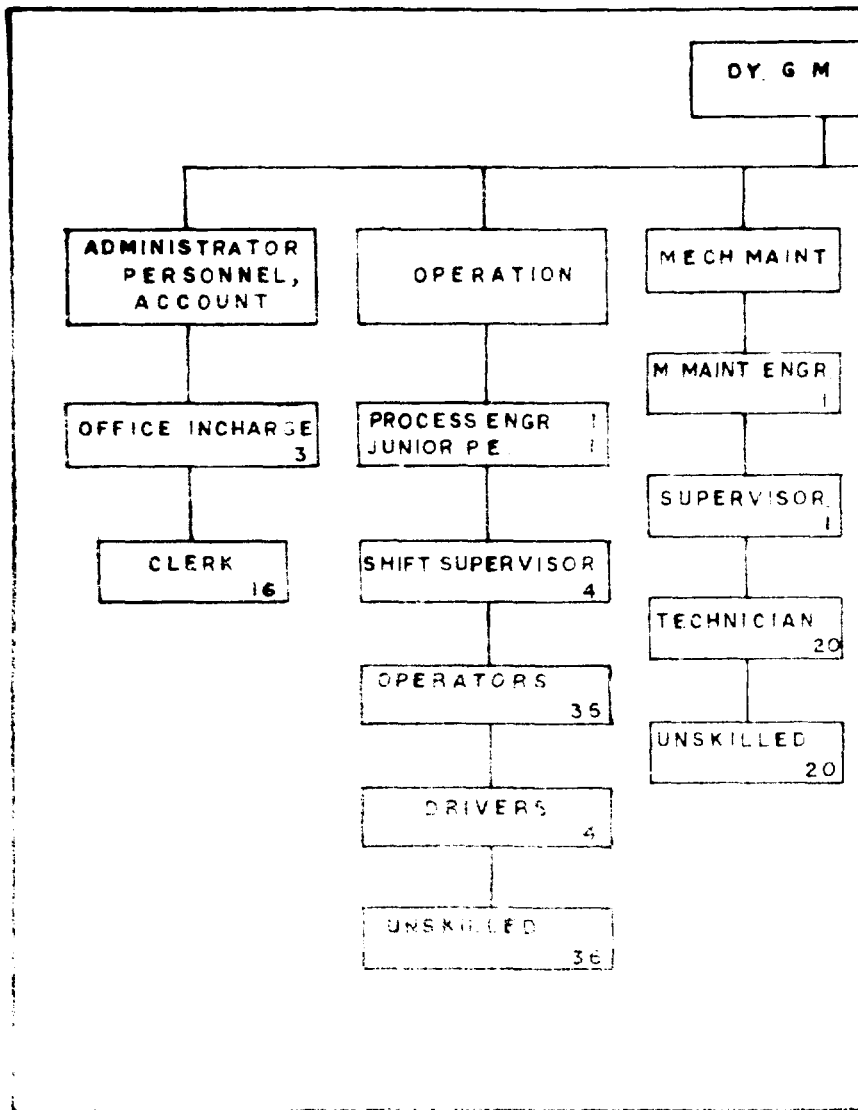 DY. G M
ADMINISTRATOR
PERSONNEL,
ACCOUNT
OFFICE INCHARGE
3
CLERK
16
OPERATION
PROCESS ENGR 1
JUNIOR P.E. 1
SHIFT SUPERVISOR
4
OPERATORS
35
DRIVERS
4
UNSKILLED
36
MECH MAINT
M MAINT ENGR
1
SUPERVISOR
1
TECHNICIAN
20
UNSKILLED
20